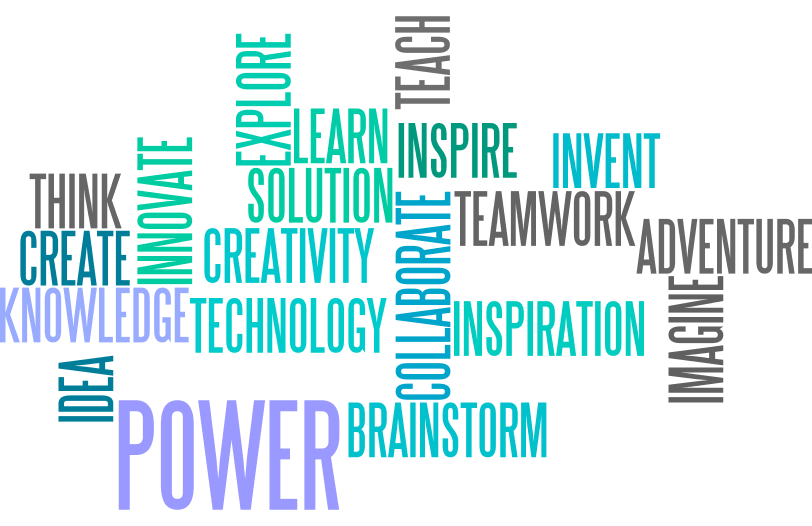 TEACH
EXPLORE
LEARN
INSPIRE
INVENT
INNOVATE
THINK
SOLUTION
COLLABORATE
TEAMWORK
ADVENTURE
CREATE
CREATIVITY
KNOWLEDGE
TECHNOLOGY
INSPIRATION
IMAGINE
IDEA
POWER
BRAINSTORM